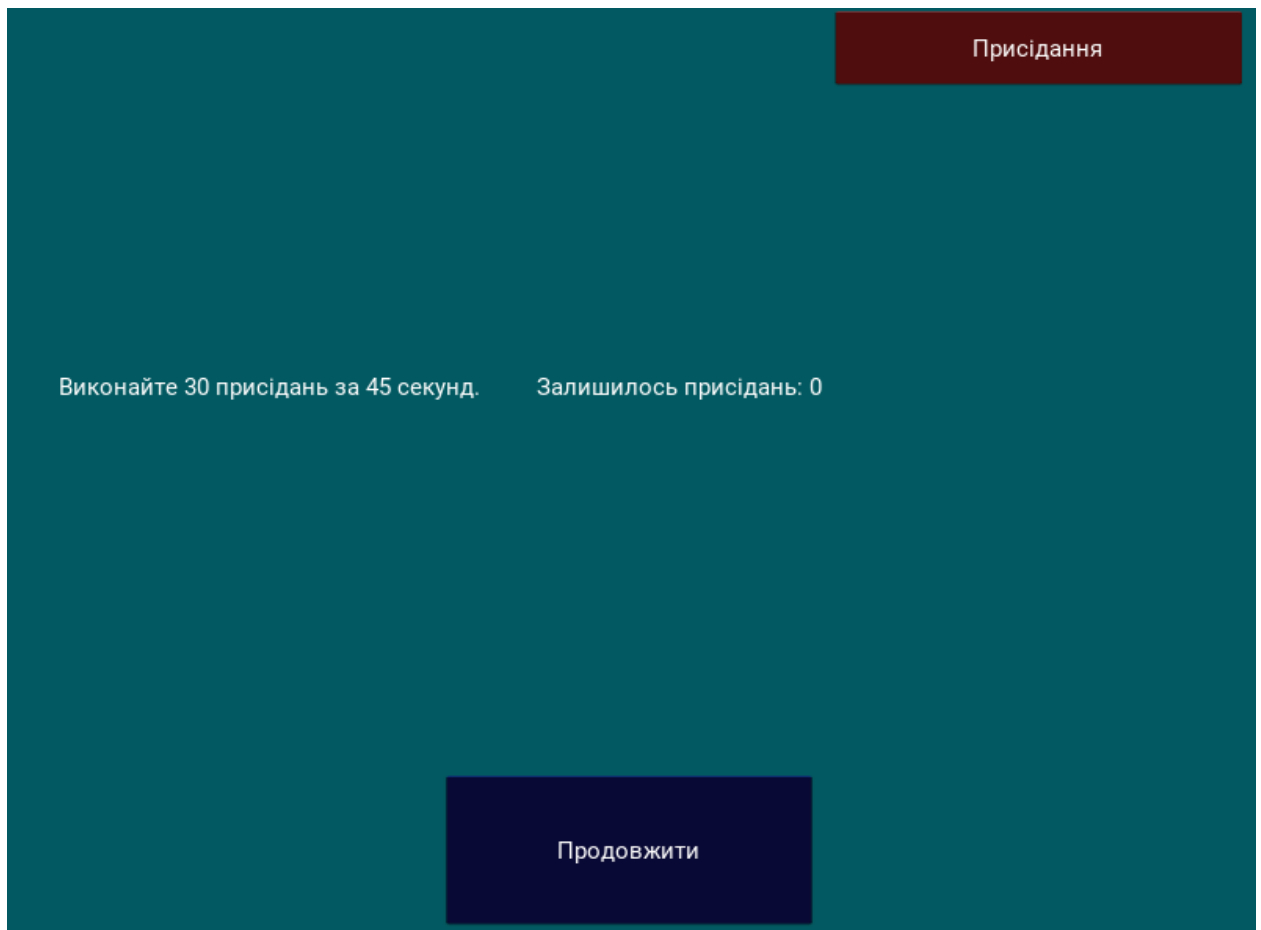 Присідання
Виконайте 30 присідань за 45 секунд.
Залишилось присідань: 0
Продовжити